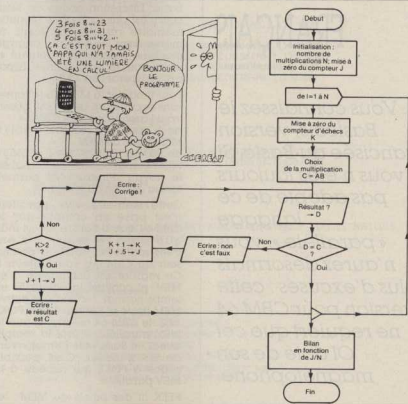 3 FOIS 8 ... 23
4 FOIS 8 ... 31
5 FOIS 8 ... 42 ...
ÇA C'EST TOUT MON
PAPA QUI N'A JAMAIS
ÉTÉ UNE LUMIÈRE
EN CALCUL !
BONJOUR
LE
PROGRAMME
Début
Initialisation :
nombre de
multiplications N; mise à
zéro du compteur J
de I=1 à N
Mise à zéro du
compteur d'échecs
K
Choix
de la multiplication
C = AB
Ecrire :
Corrige !
Résultat ?
→ D
Non
K>2
?
K + 1 → K
J + .5 → J
Ecrire : non
c'est faux
Non
D = C
?
Oui
Oui
J + 1 → J
Ecrire :
le résultat
est C
Bilan
en fonction
de J/N
Fin